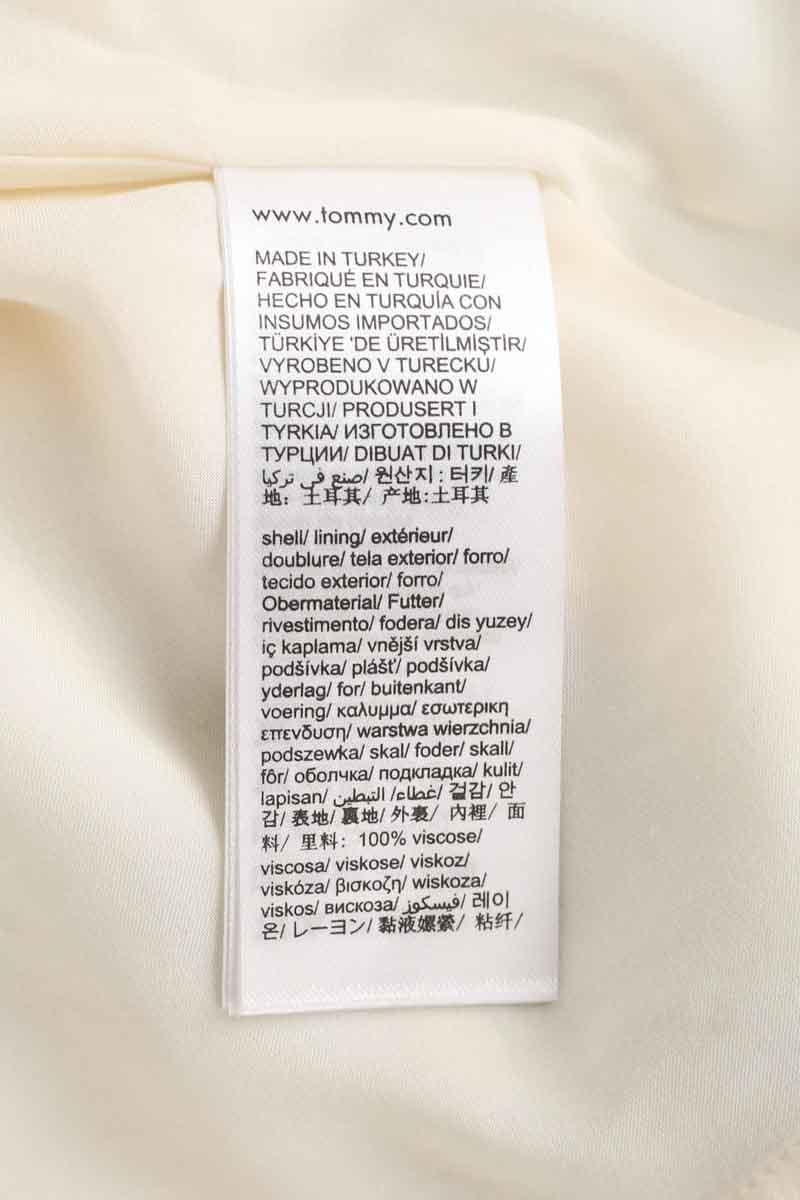 www.tommy.com
MADE IN TURKEY/
FABRIQUÉ EN TURQUIE/
HECHO EN TURQUÍA CON
INSUMOS IMPORTADOS/
TÜRKİYE 'DE ÜRETİLMİŞTİR/
VYROBENO V TURECKU/
WYPRODUKOWANO W
TURCJI/ PRODUSERT I
TYRKIA/ ИЗГОТОВЛЕНО В
ТУРЦИИ/ DIBUAT DI TURKI/
صنع في تركيا/ 원산지 : 터키/ 產
地：土耳其/ 产地:土耳其
shell/ lining/ extérieur/
doublure/ tela exterior/ forro/
tecido exterior/ forro/
Obermaterial/ Futter/
rivestimento/ fodera/ dis yuzey/
iç kaplama/ vnější vrstva/
podšívka/ plášť/ podšívka/
yderlag/ for/ buitenkant/
voering/ καλυμμα/ εσωτερικη
επενδυση/ warstwa wierzchnia/
podszewka/ skal/ foder/ skall/
fôr/ оболчка/ подкладка/ kulit/
lapisan/ غطاء/ التبطين/ 겉감/ 안
감/ 表地/ 裏地/ 外裏/ 內裡/ 面
料/ 里料: 100% viscose/
viscosa/ viskose/ viskoz/
viskóza/ βισκοζη/ wiskoza/
viskos/ вискоза/ فيسكوز/ 레이
온/ レーヨン/ 黏液嫘縈/ 粘纤/